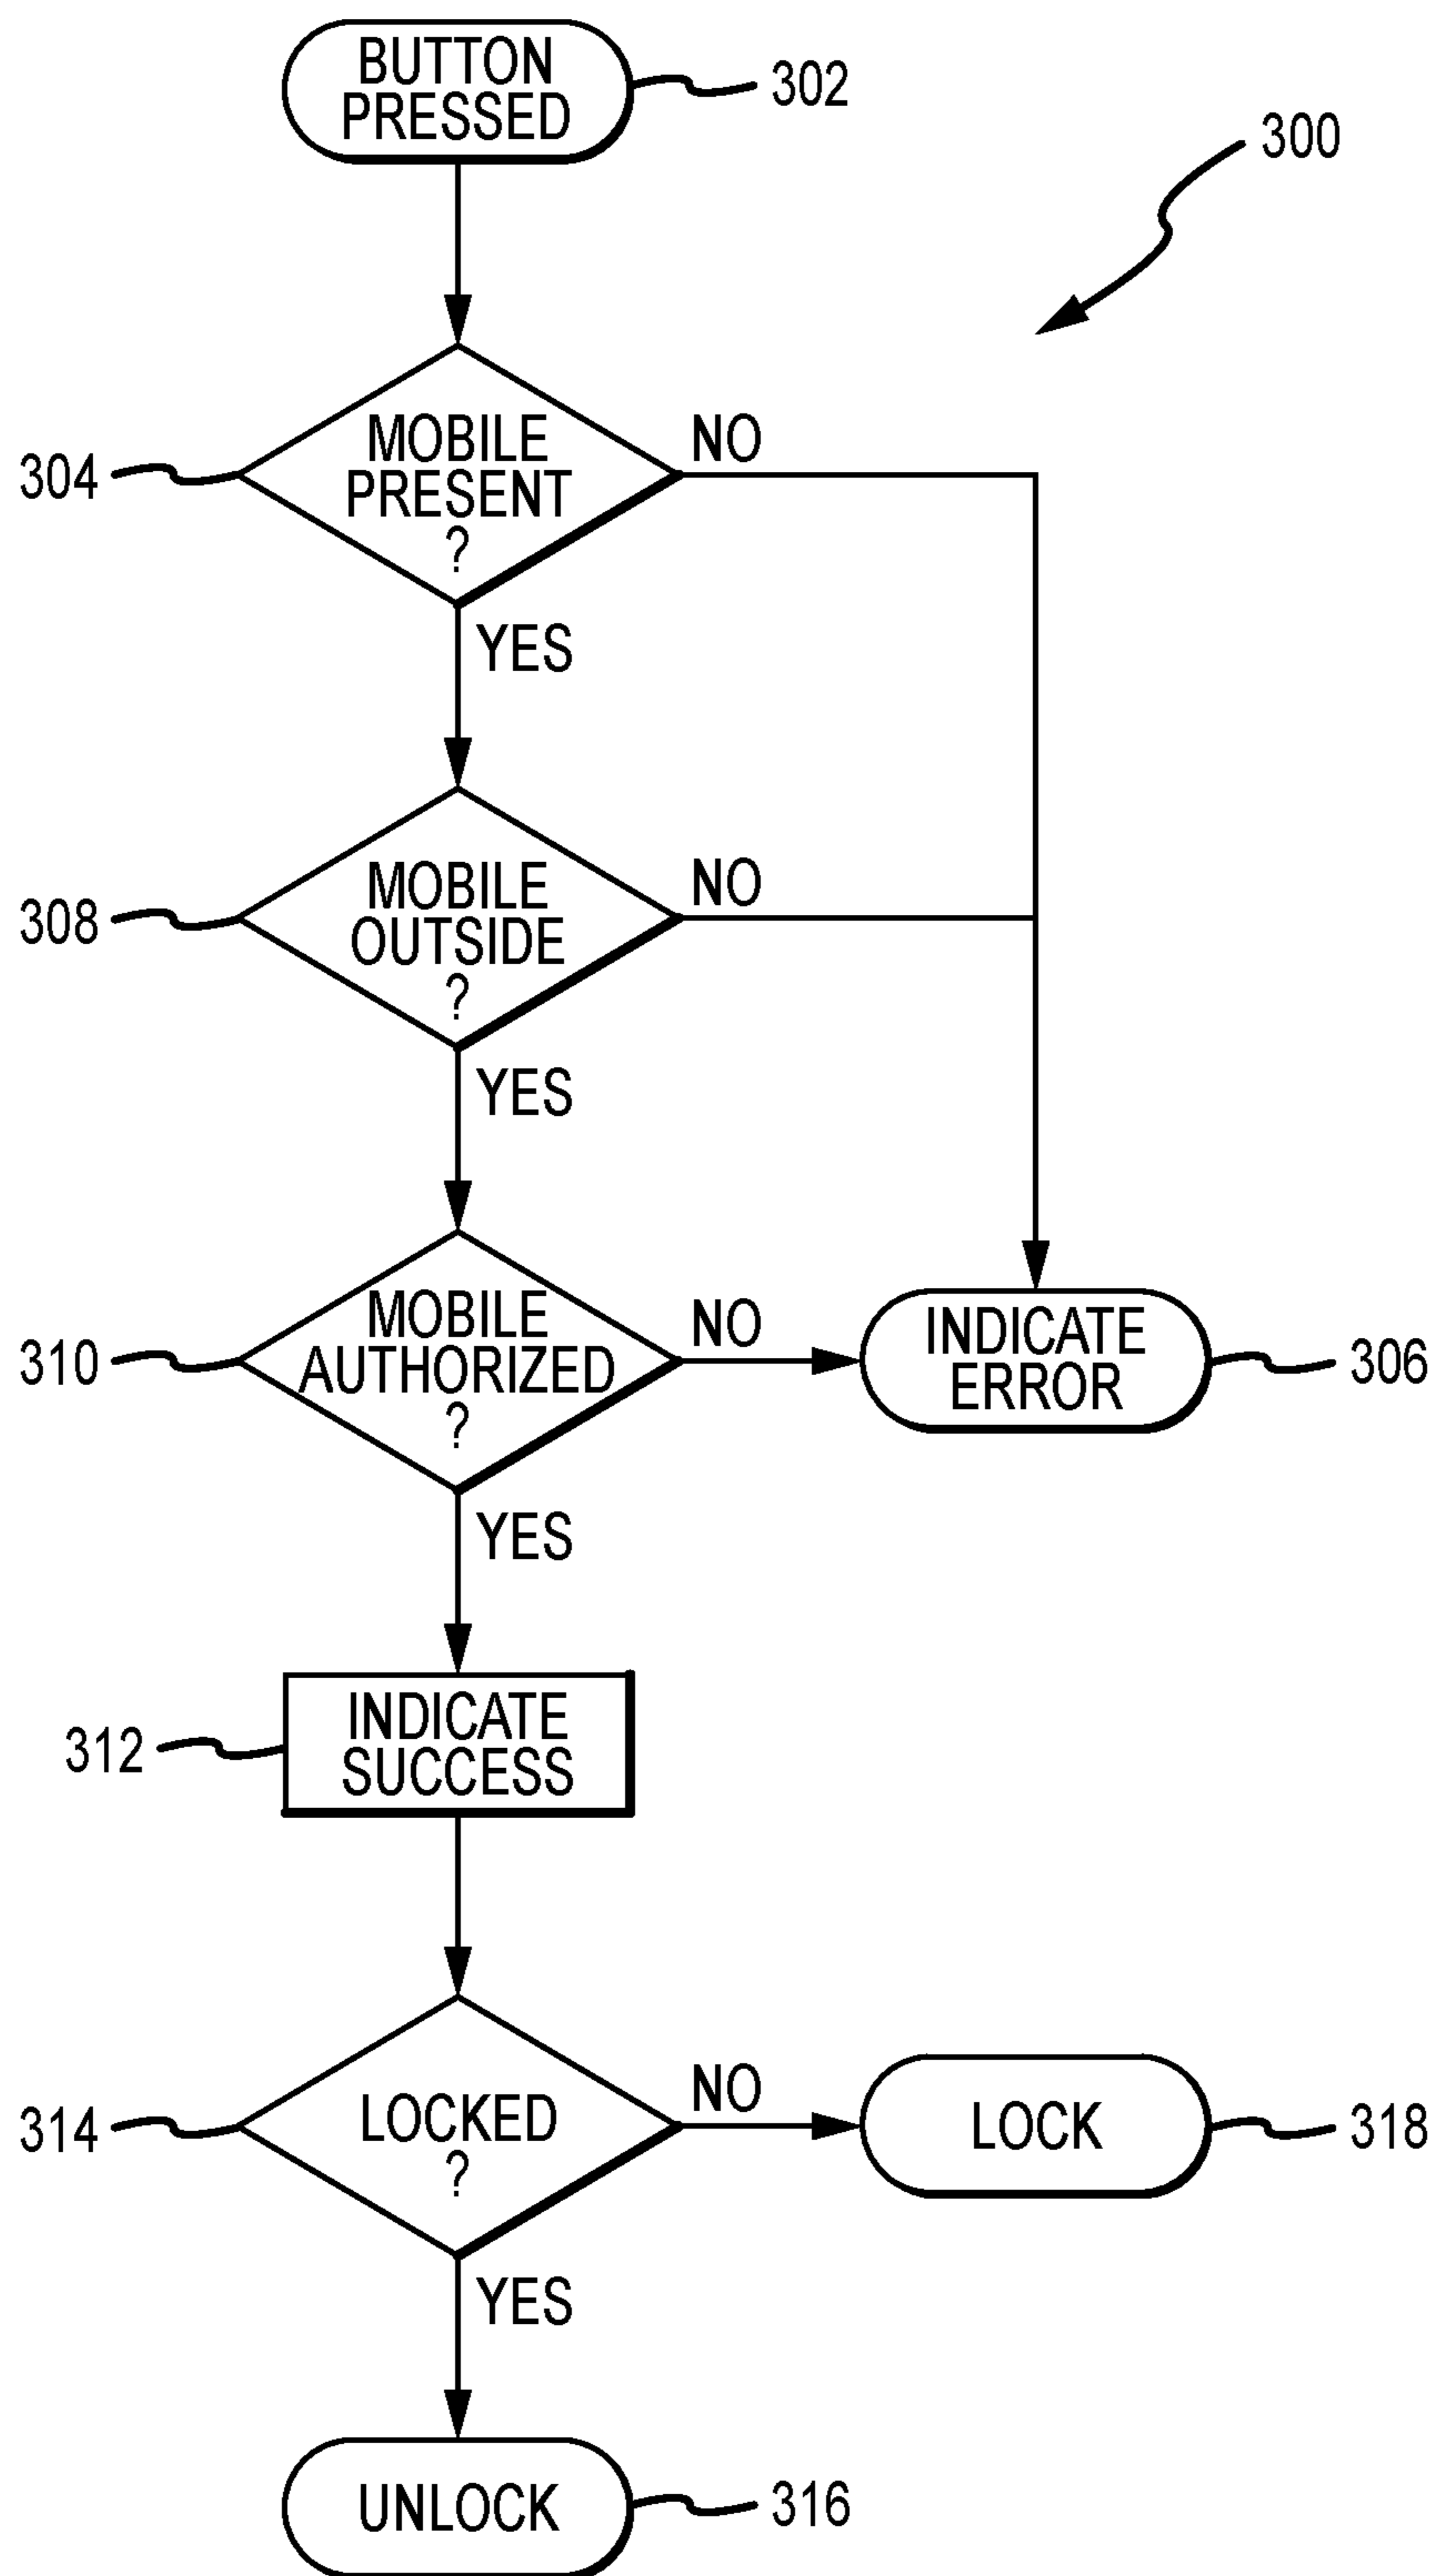 BUTTON
PRESSED
302
300
304
MOBILE
PRESENT
?
NO
YES
308
MOBILE
OUTSIDE
?
NO
YES
310
MOBILE
AUTHORIZED
?
NO
INDICATE
ERROR
306
YES
312
INDICATE
SUCCESS
314
LOCKED
?
NO
LOCK
318
YES
UNLOCK
316